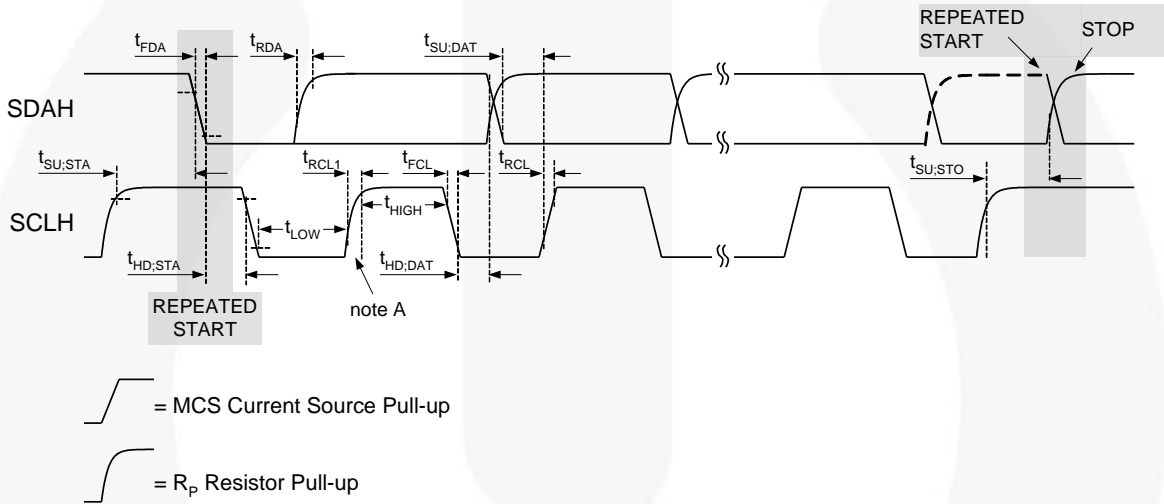 REPEATED
START
STOP
tFDA
tRDA
tSU;DAT
SDAH
tSU;STA
tRCL1
tFCL
tRCL
tSU;STO
SCLH
tHIGH
tLOW
tHD;STA
tHD;DAT
REPEATED
START
note A
= MCS Current Source Pull-up
= RP Resistor Pull-up